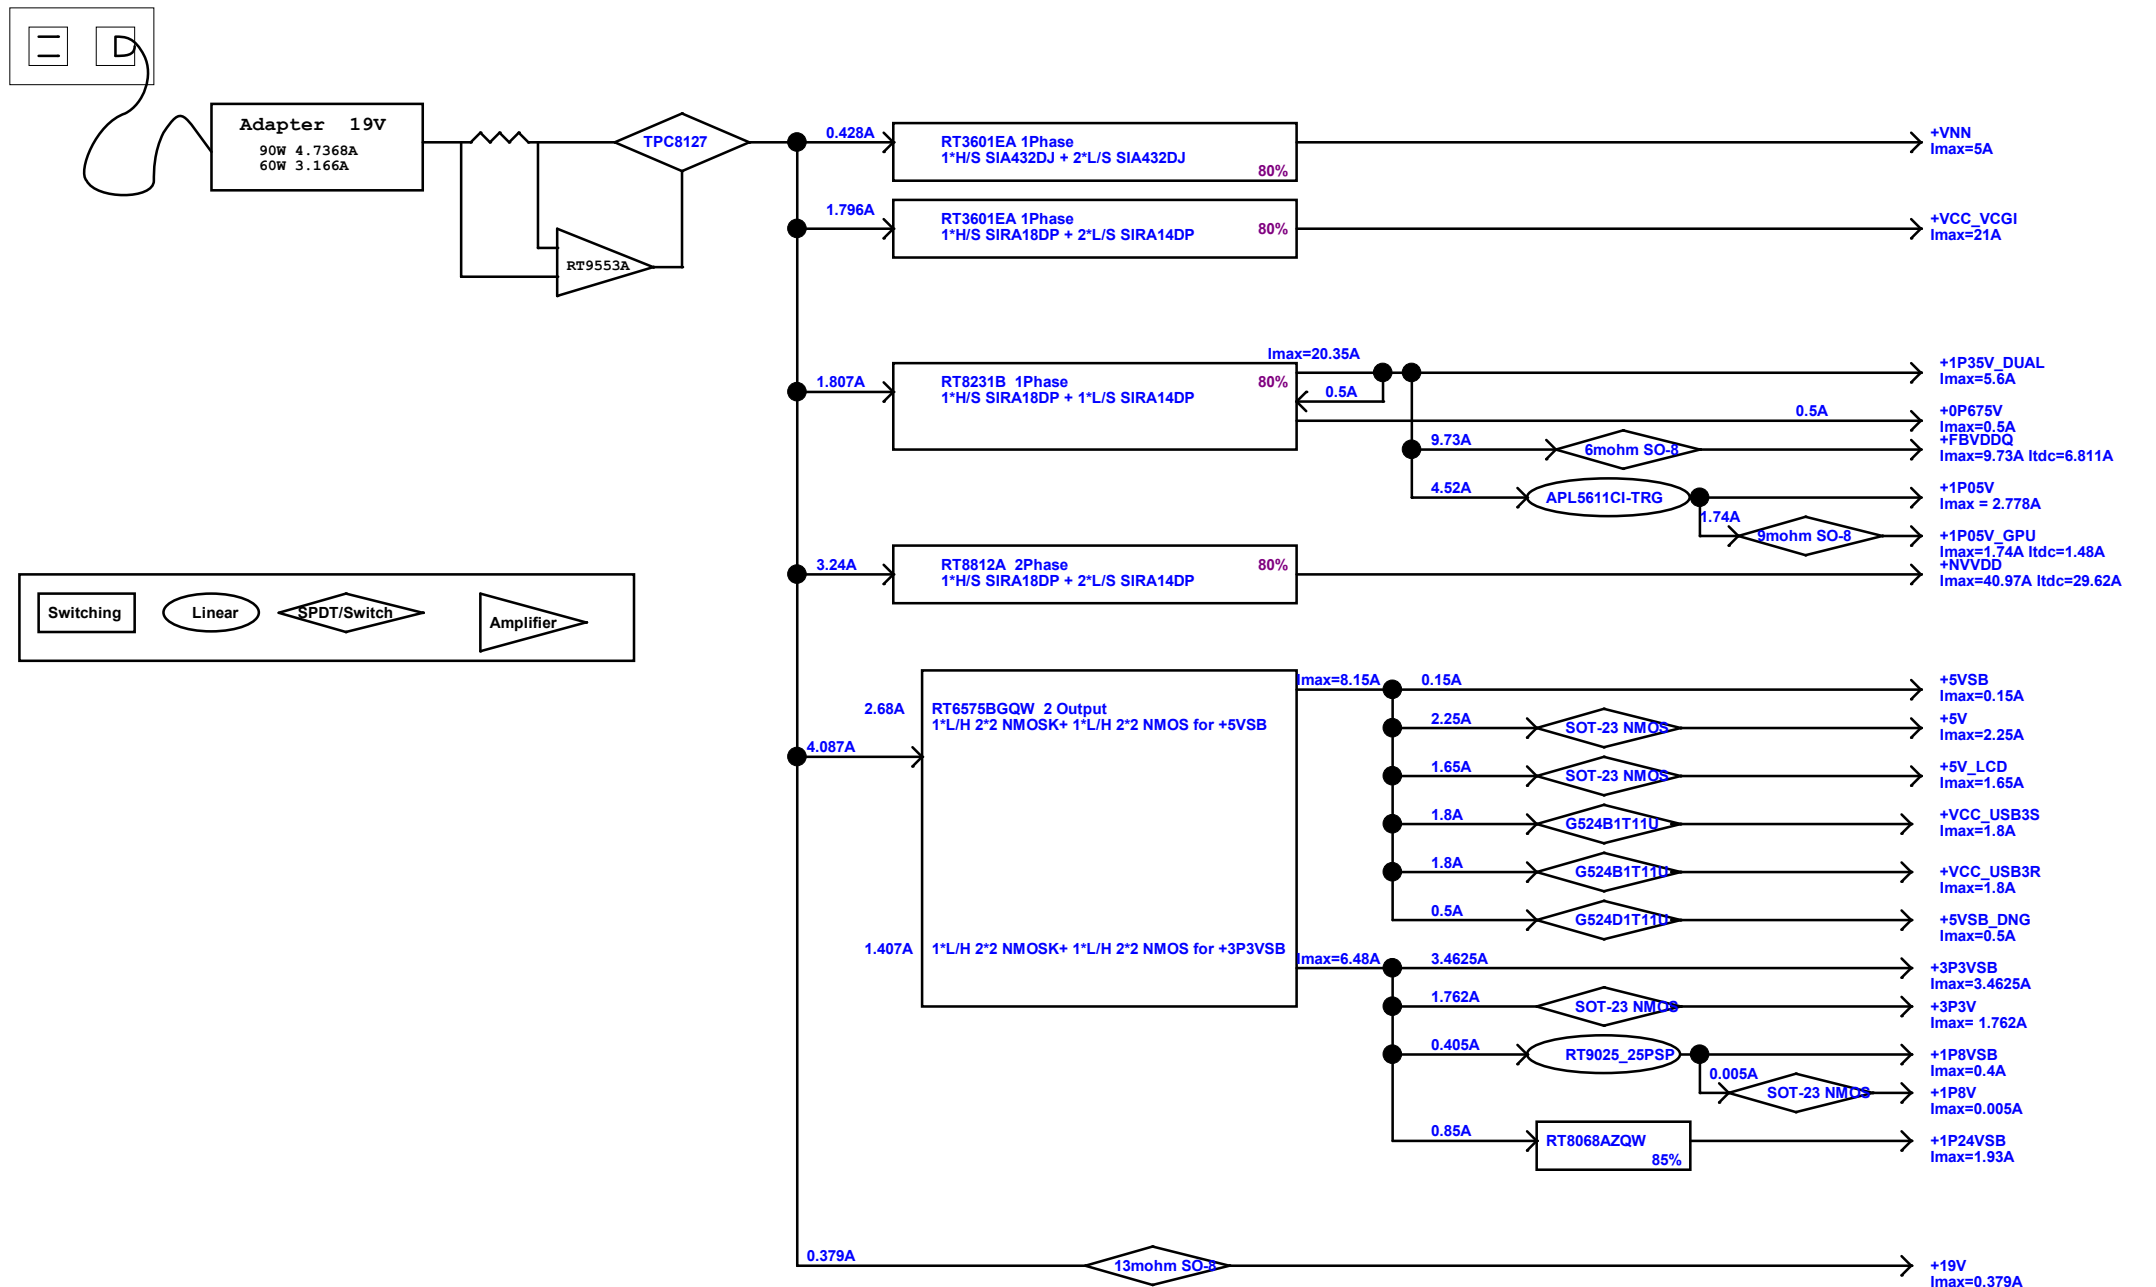 Adapter 19V
90W 4.7368A
60W 3.166A
TPC8127
RT9553A
0.428A
RT3601EA 1Phase
1*H/S SIA432DJ + 2*L/S SIA432DJ
80%
+VNN
Imax=5A
1.796A
RT3601EA 1Phase
1*H/S SIRA18DP + 2*L/S SIRA14DP
80%
+VCC_VCGI
Imax=21A
1.807A
RT8231B 1Phase
1*H/S SIRA18DP + 1*L/S SIRA14DP
80%
Imax=20.35A
0.5A
+1P35V_DUAL
Imax=5.6A
0.5A
+0P675V
Imax=0.5A
9.73A
6mohm SO-8
+FBVDDQ
Imax=9.73A Itdc=6.811A
4.52A
APL5611CI-TRG
+1P05V
Imax = 2.778A
1.74A
9mohm SO-8
+1P05V_GPU
Imax=1.74A Itdc=1.48A
3.24A
RT8812A 2Phase
1*H/S SIRA18DP + 2*L/S SIRA14DP
80%
+NVVDD
Imax=40.97A Itdc=29.62A
Switching
Linear
SPDT/Switch
Amplifier
4.087A
2.68A
RT6575BGQW 2 Output
1*L/H 2*2 NMOSK+ 1*L/H 2*2 NMOS for +5VSB
1.407A
1*L/H 2*2 NMOSK+ 1*L/H 2*2 NMOS for +3P3VSB
Imax=8.15A
0.15A
+5VSB
Imax=0.15A
2.25A
SOT-23 NMOS
+5V
Imax=2.25A
1.65A
SOT-23 NMOS
+5V_LCD
Imax=1.65A
1.8A
G524B1T11U
+VCC_USB3S
Imax=1.8A
1.8A
G524B1T11U
+VCC_USB3R
Imax=1.8A
0.5A
G524D1T11U
+5VSB_DNG
Imax=0.5A
Imax=6.48A
3.4625A
+3P3VSB
Imax=3.4625A
1.762A
SOT-23 NMOS
+3P3V
Imax= 1.762A
0.405A
RT9025_25PSP
+1P8VSB
Imax=0.4A
0.005A
SOT-23 NMOS
+1P8V
Imax=0.005A
0.85A
RT8068AZQW
85%
+1P24VSB
Imax=1.93A
0.379A
13mohm SO-8
+19V
Imax=0.379A